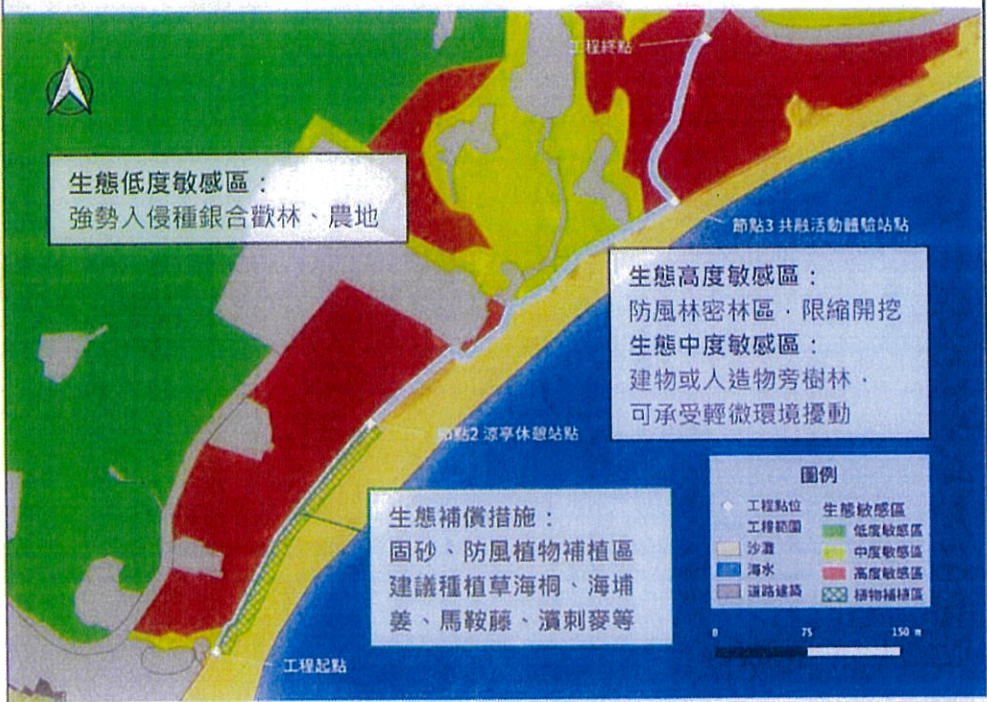 工程終點
生態低度敏感區：
強勢入侵種銀合歡林、農地
節點3 共融活動體驗站點
生態高度敏感區：
防風林密林區，限縮開挖
生態中度敏感區：
建物或人造物旁樹林，
可承受輕微環境擾動
節點2 涼亭休憩站點
生態補償措施：
固砂、防風植物補植區
建議種植草海桐、海埔
姜、馬鞍藤、濱刺麥等
工程起點
圖例
工程點位
工程範圍
沙灘
海水
道路建築
生態敏感區
低度敏感區
中度敏感區
高度敏感區
植物補植區
0 75 150 m